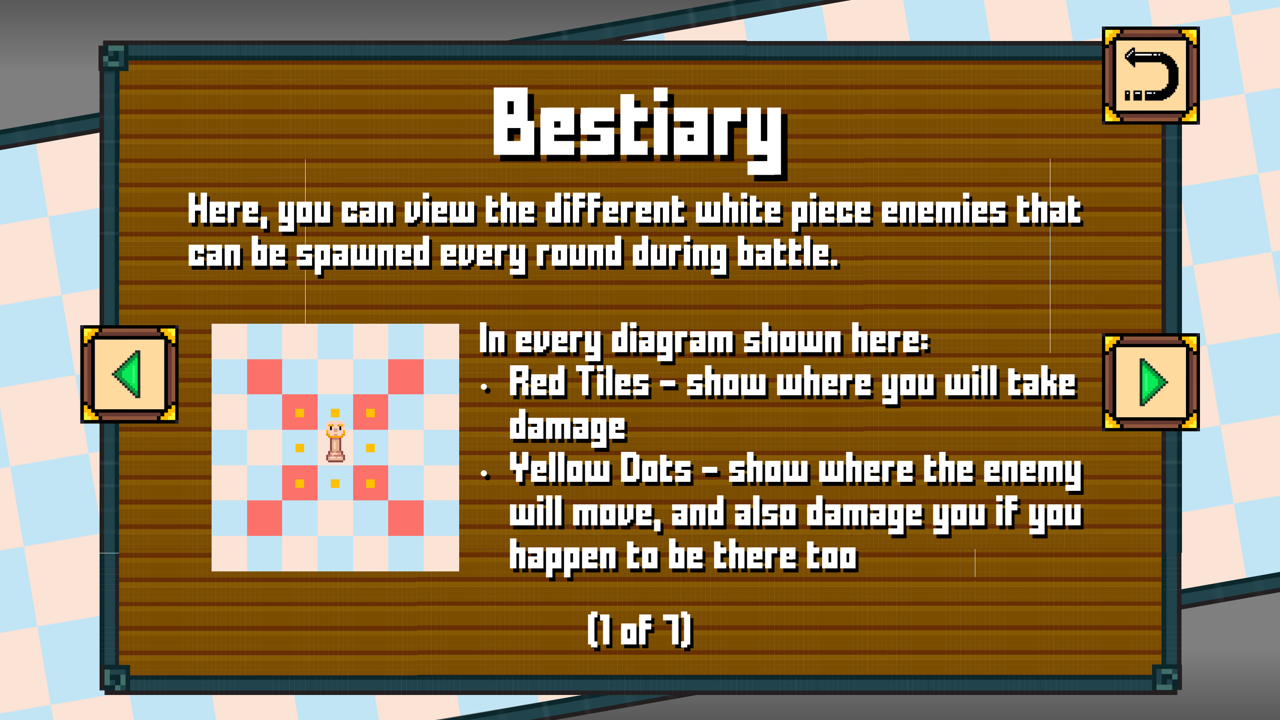 Bestiary
Here, you can view the different white piece enemies that
can be spawned every round during battle.
In every diagram shown here:
• Red Tiles - show where you will take
damage
• Yellow Dots - show where the enemy
will move, and also damage you if you
happen to be there too
(1 of 7)